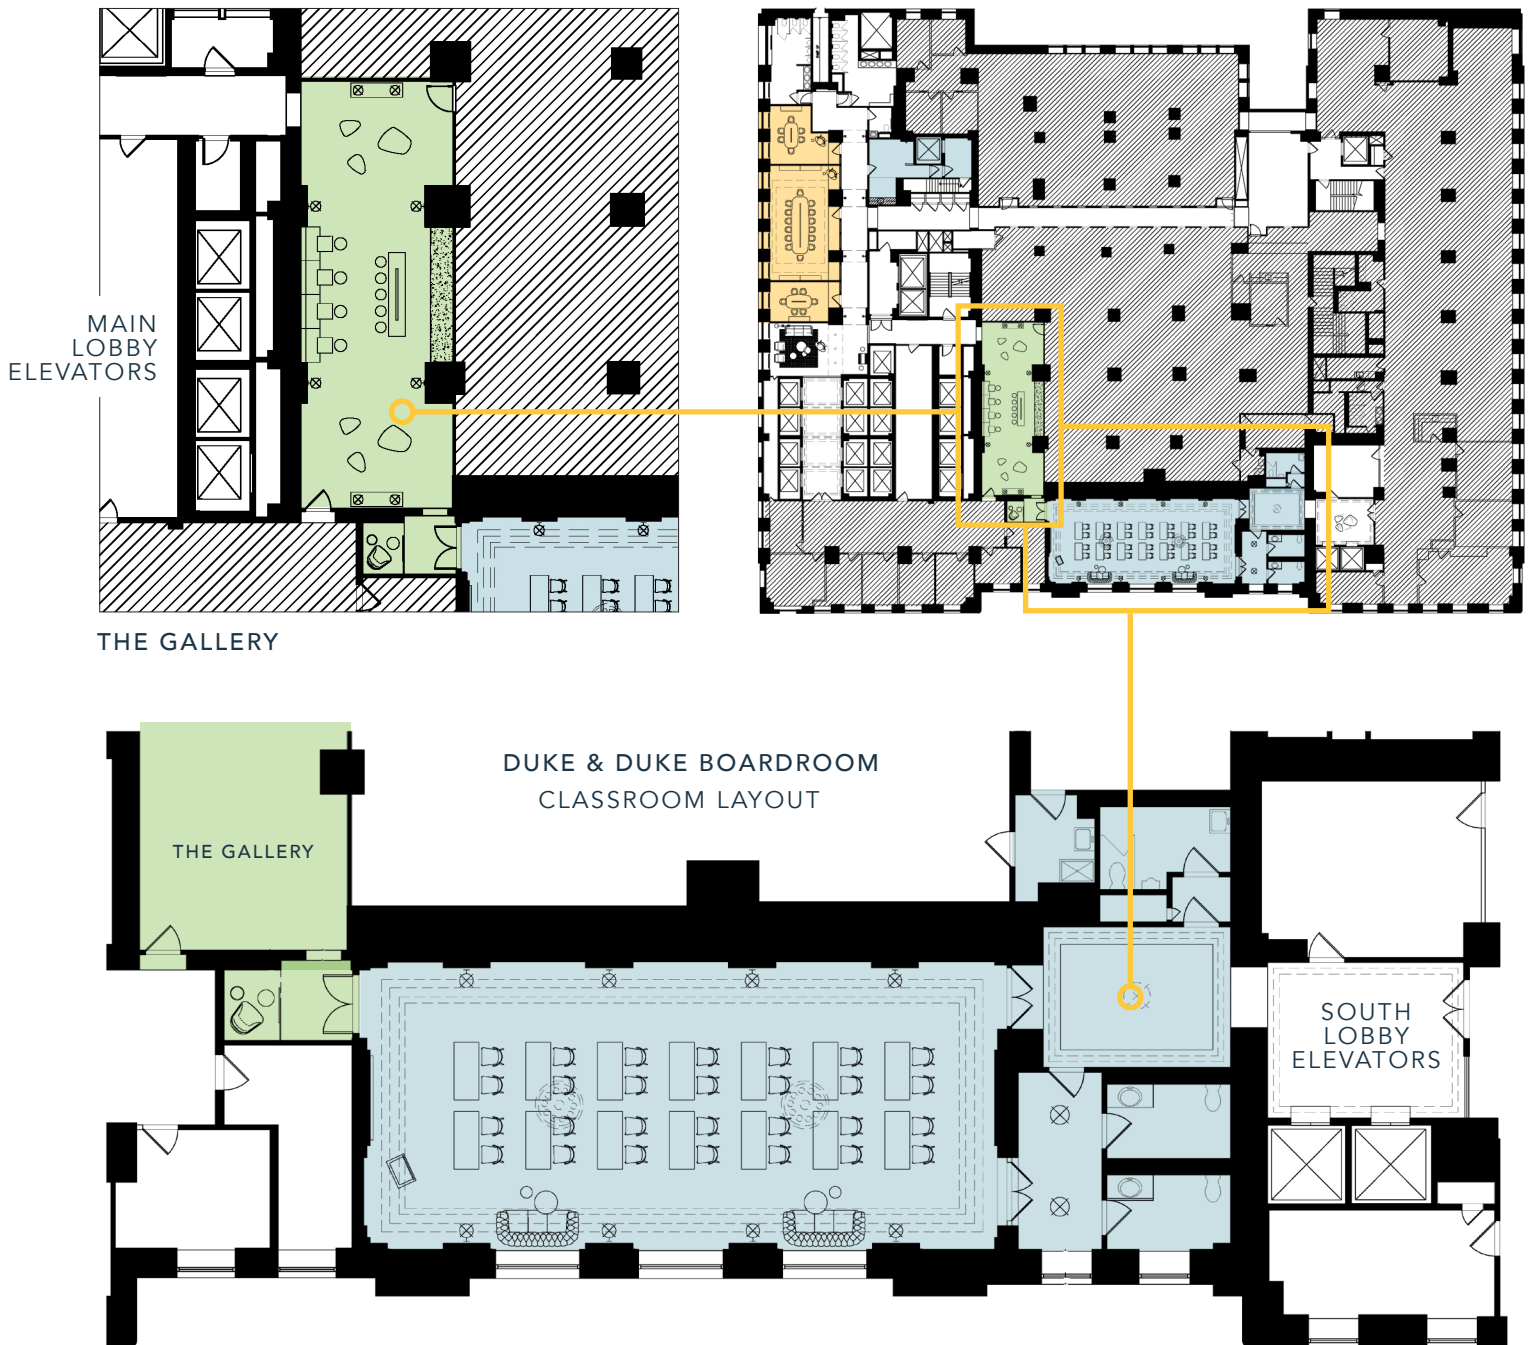 MAIN
LOBBY
ELEVATORS
THE GALLERY
DUKE & DUKE BOARDROOM
CLASSROOM LAYOUT
THE GALLERY
SOUTH
LOBBY
ELEVATORS